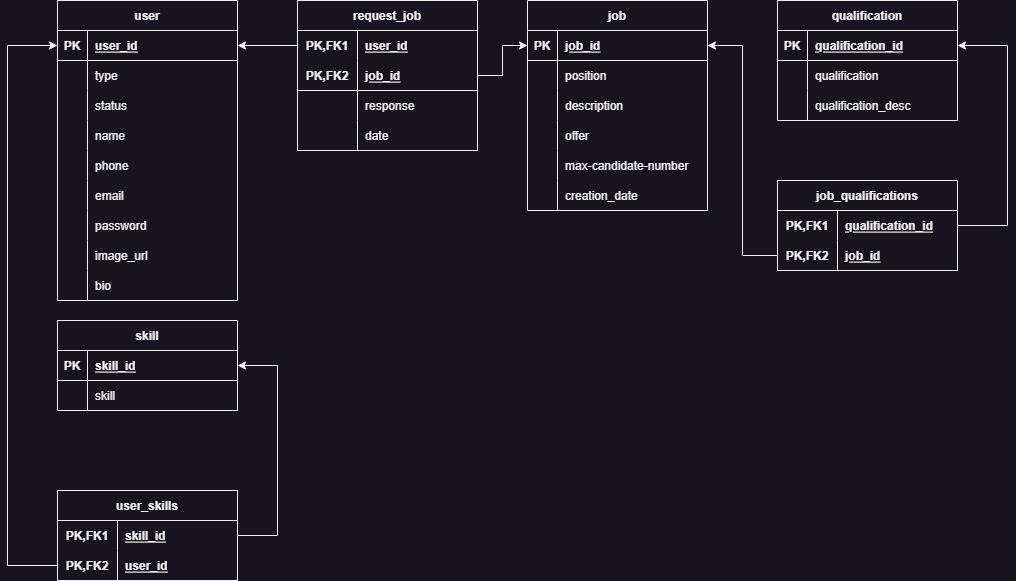 user
PK user_id
type
status
name
phone
email
password
image_url
bio
request_job
PK,FK1 user_id
PK,FK2 job_id
response
date
job
PK job_id
position
description
offer
max-candidate-number
creation_date
qualification
PK qualification_id
qualification
qualification_desc
job_qualifications
PK,FK1 qualification_id
PK,FK2 job_id
skill
PK skill_id
skill
user_skills
PK,FK1 skill_id
PK,FK2 user_id